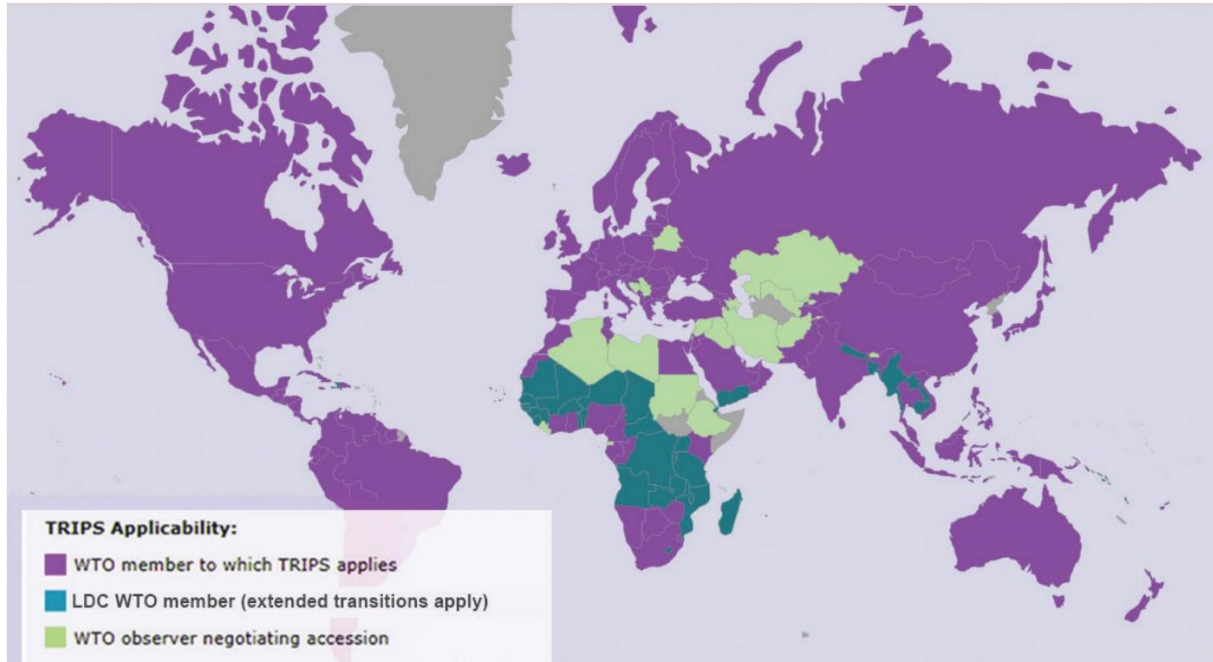 TRIPS Applicability:
WTO member to which TRIPS applies
LDC WTO member (extended transitions apply)
WTO observer negotiating accession